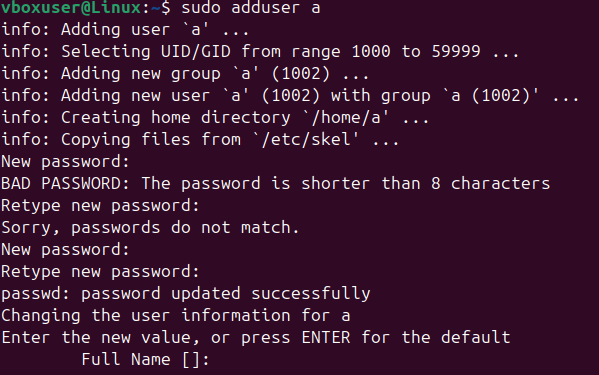 vboxuser@Linux:~$ sudo adduser a
info: Adding user `a' ...
info: Selecting UID/GID from range 1000 to 59999 ...
info: Adding new group `a' (1002) ...
info: Adding new user `a' (1002) with group `a (1002)' ...
info: Creating home directory `/home/a' ...
info: Copying files from `/etc/skel' ...
New password:
BAD PASSWORD: The password is shorter than 8 characters
Retype new password:
Sorry, passwords do not match.
New password:
Retype new password:
passwd: password updated successfully
Changing the user information for a
Enter the new value, or press ENTER for the default
Full Name []: